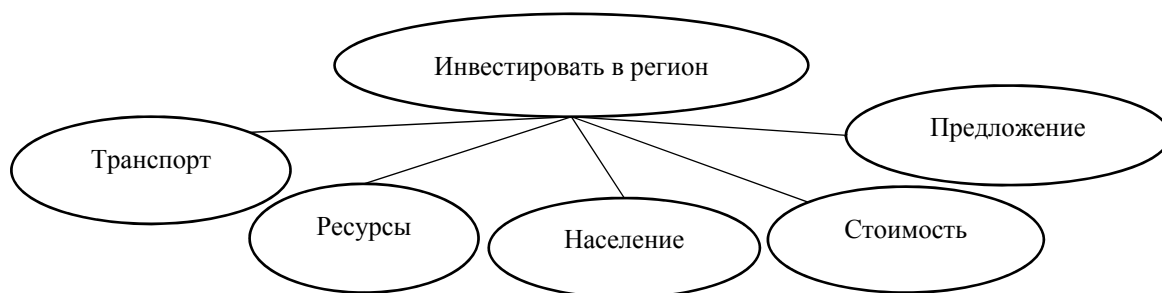 Инвестировать в регион
Предложение
Транспорт
Ресурсы
Население
Стоимость